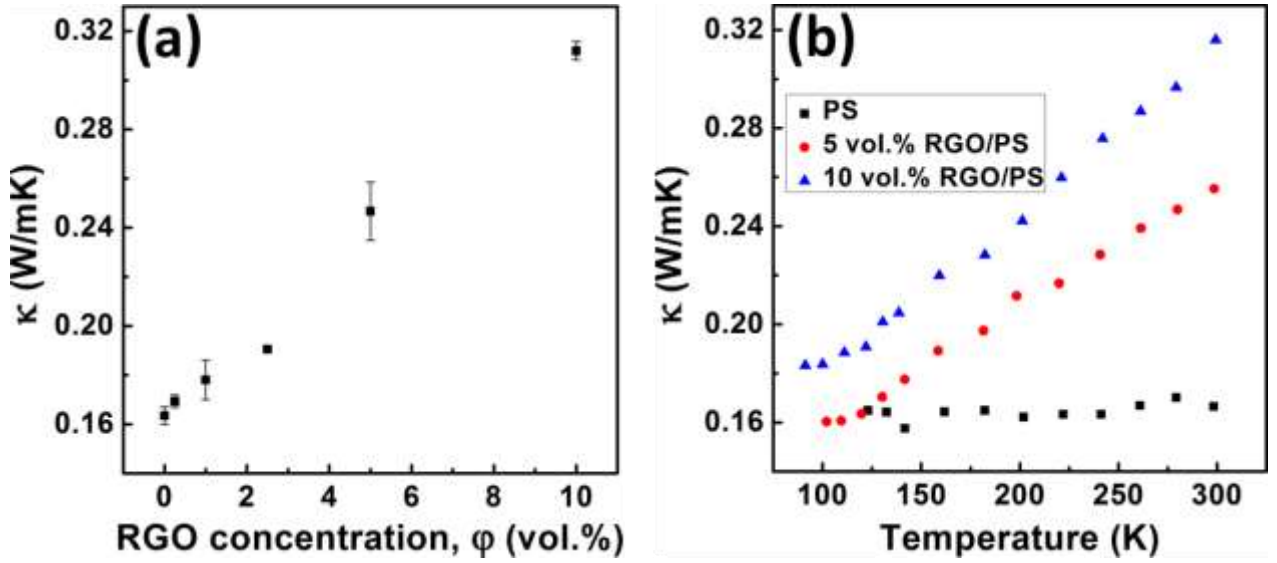 (a)
κ (W/mK)
0.32
0.28
0.24
0.20
0.16
0 2 4 6 8 10
RGO concentration, φ (vol.%)
(b)
κ (W/mK)
0.32
0.28
0.24
0.20
0.16
PS
5 vol.% RGO/PS
10 vol.% RGO/PS
100 150 200 250 300
Temperature (K)